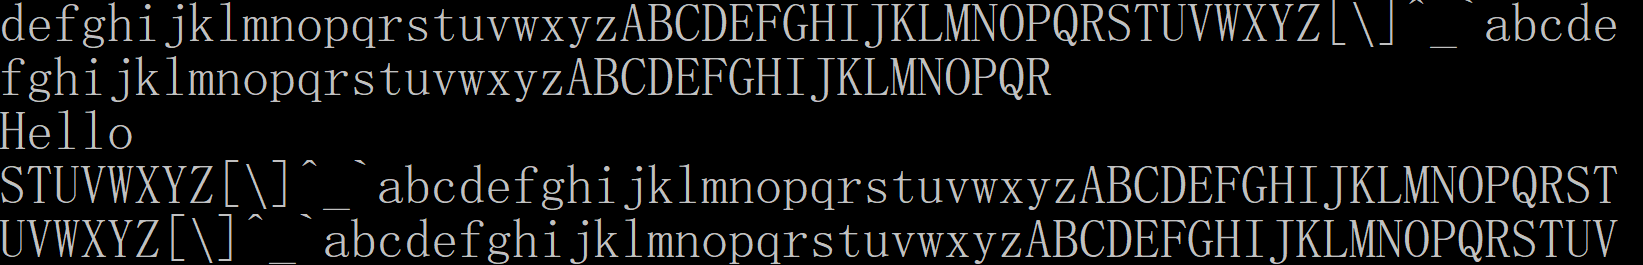 defghijklmnopqrstuvwxyzABCDEFGHIJKLMNOPQRSTUVWXYZ[\]^_`abcde
fghijklmnopqrstuvwxyzABCDEFGHIJKLMNOPQR
Hello
STUVWXYZ[\]^_`abcdefghijklmnopqrstuvwxyzABCDEFGHIJKLMNOPQRST
UVWXYZ[\]^_`abcdefghijklmnopqrstuvwxyzABCDEFGHIJKLMNOPQRSTUV